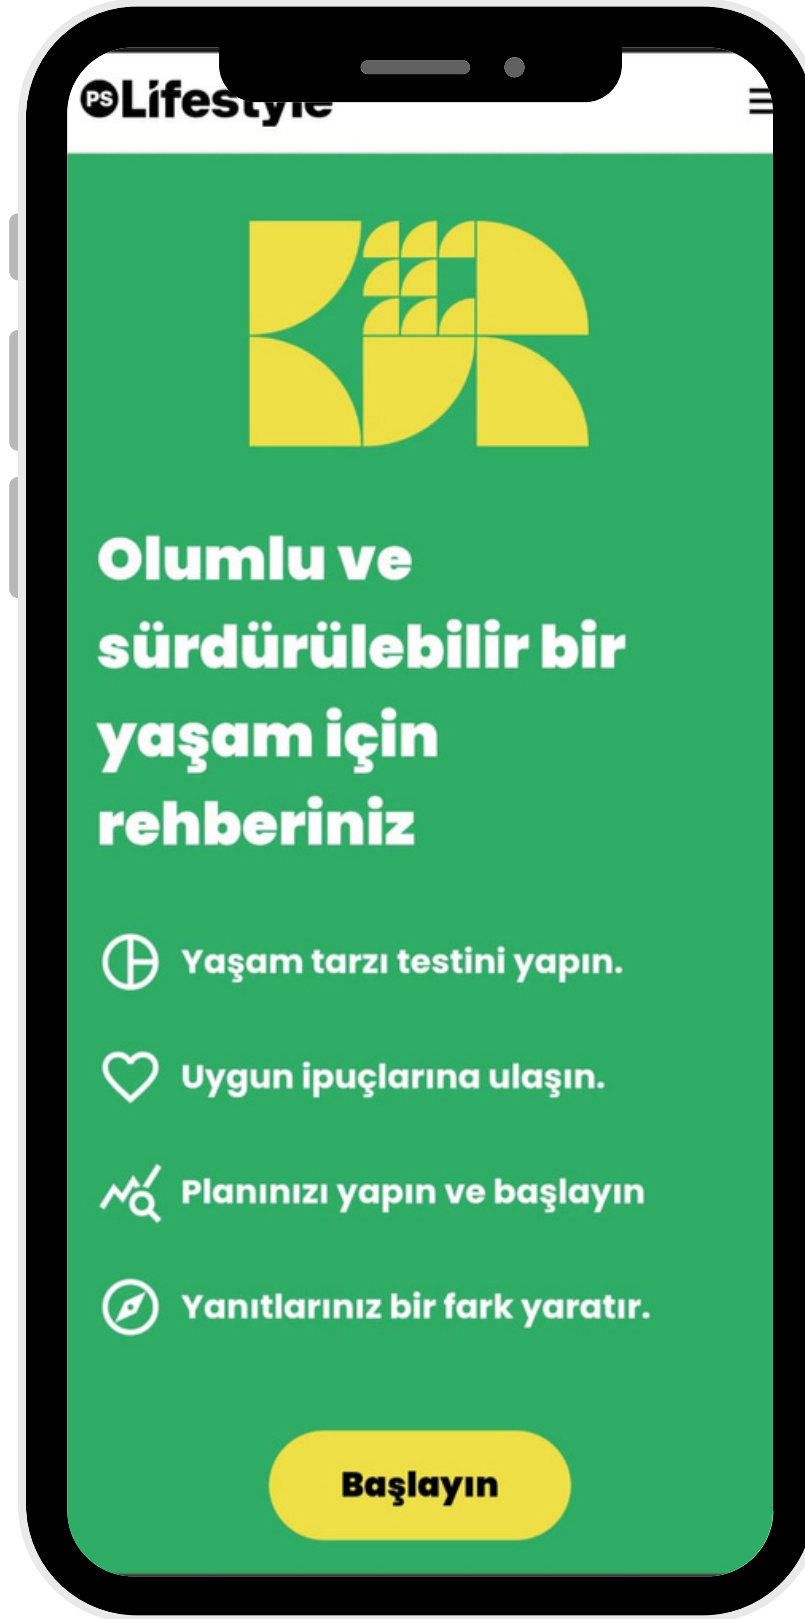 PS Lifestyle
Olumlu ve
sürdürülebilir bir
yaşam için
rehberiniz
Yaşam tarzı testini yapın.
Uygun ipuçlarına ulaşın.
Planınızı yapın ve başlayın
Yanıtlarınız bir fark yaratır.
Başlayın